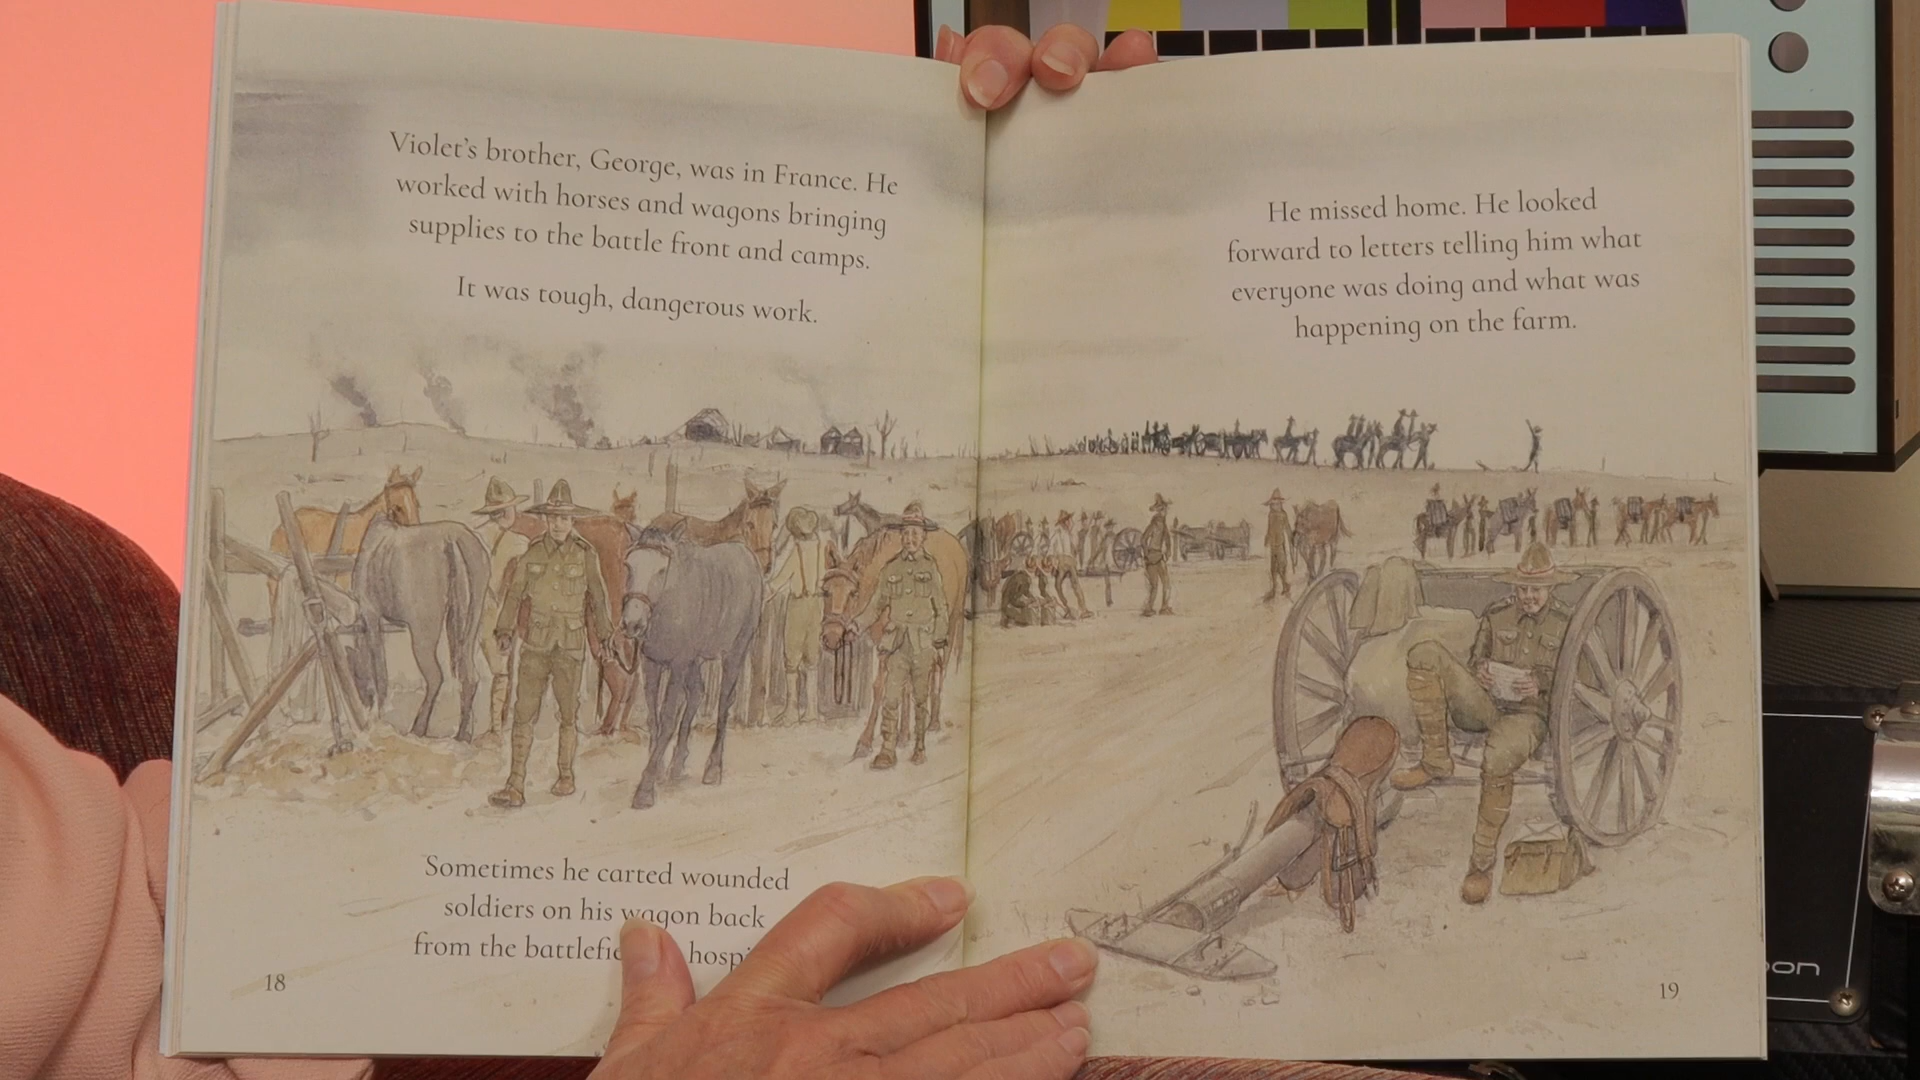 Violet's brother, George, was in France. He
worked with horses and wagons bringing
supplies to the battle front and camps.
It was tough, dangerous work.
Sometimes he carted wounded
soldiers on his wagon back
from the
18
He missed home. He looked
forward to letters telling him what
everyone was doing and what was
happening on the farm.
19